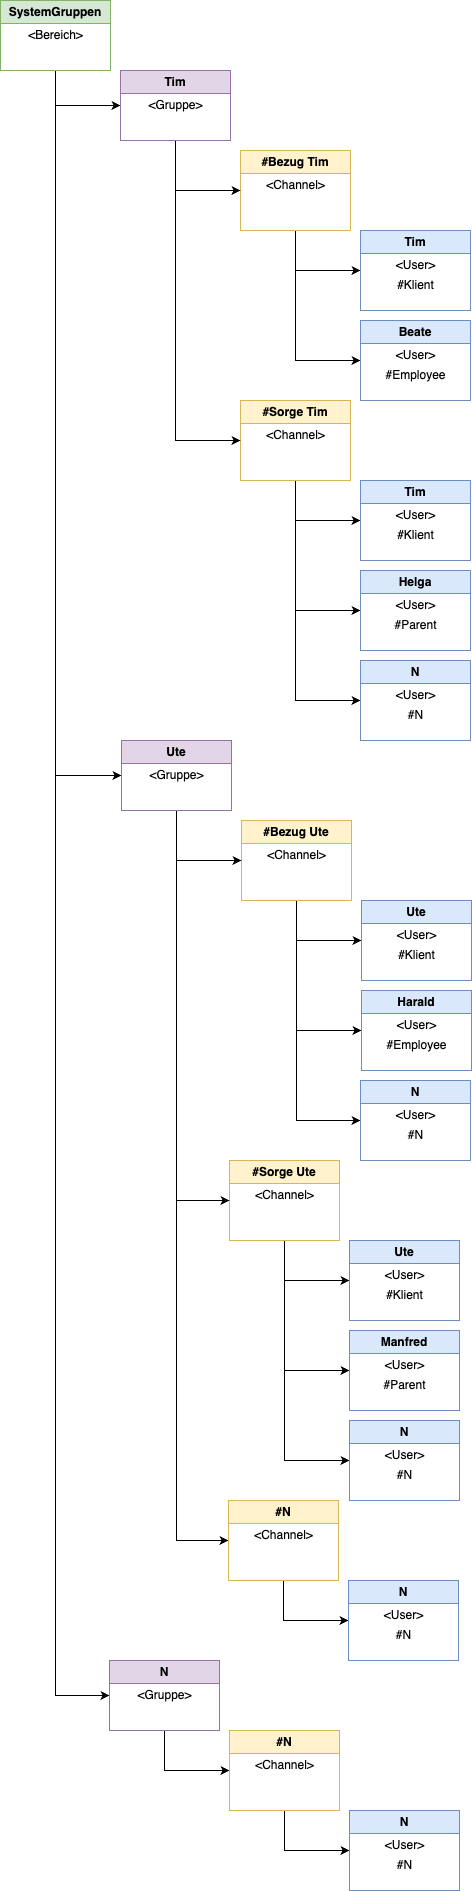 SystemGruppen
<Bereich>
Tim
<Gruppe>
#Bezug Tim
<Channel>
Tim
<User>
#Klient
Beate
<User>
#Employee
#Sorge Tim
<Channel>
Tim
<User>
#Klient
Helga
<User>
#Parent
N
<User>
#N
Ute
<Gruppe>
#Bezug Ute
<Channel>
Ute
<User>
#Klient
Harald
<User>
#Employee
N
<User>
#N
#Sorge Ute
<Channel>
Ute
<User>
#Klient
Manfred
<User>
#Parent
N
<User>
#N
#N
<Channel>
N
<User>
#N
N
<Gruppe>
#N
<Channel>
N
<User>
#N